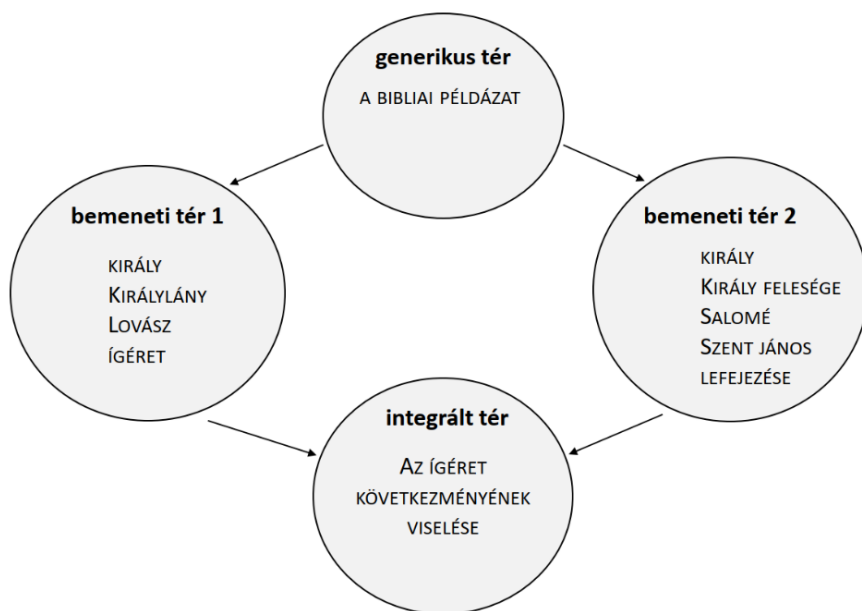 generikus tér
A BIBLIAI PÉLDÁZAT
bemeneti tér 1
KIRÁLY
KIRÁLYLÁNY
LOVÁSZ
ÍGÉRET
bemeneti tér 2
KIRÁLY
KIRÁLY FELESÉGE
SALOMÉ
SZENT JÁNOS
LEFEJEZÉSE
integrált tér
AZ ÍGÉRET
KÖVETKEZMÉNYÉNEK
VISELÉSE